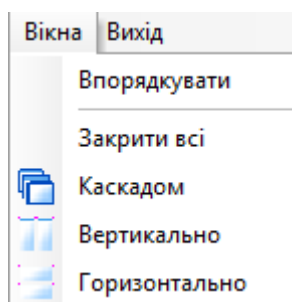 Вікна Вихід
Впорядкувати
Закрити всі
Каскадом
Вертикально
Горизонтально